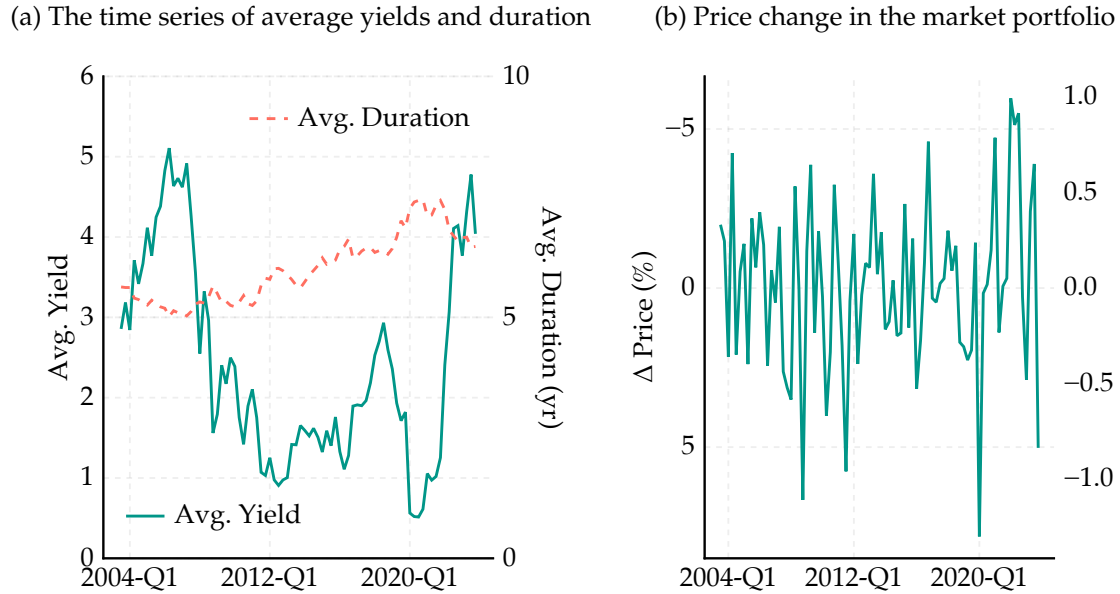 (a) The time series of average yields and duration
6
5
4
3
2
1
0
Avg. Yield
10
5
0
Avg. Duration (yr)
Avg. Duration
Avg. Yield
2004-Q1 2012-Q1 2020-Q1
(b) Price change in the market portfolio
−5
0
5
Δ Price (%)
1.0
0.5
0.0
−0.5
−1.0
2004-Q1 2012-Q1 2020-Q1